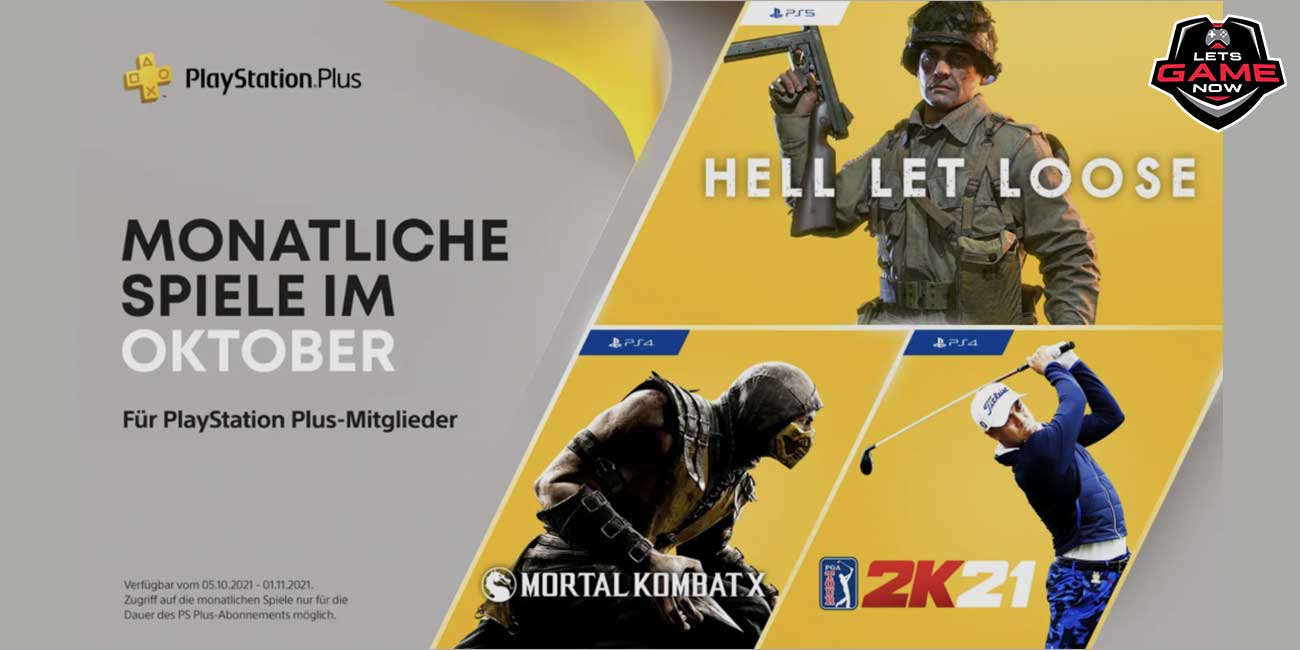 PlayStation.Plus
MONATLICHE
SPIELE IM
OKTOBER
Für PlayStation Plus-Mitglieder
Verfügbar vom 05.10.2021 - 01.11.2021.
Zugriff auf die monatlichen Spiele nur für die
Dauer des PS Plus-Abonnements möglich.
PS5
HELL LET LOOSE
PS4
MORTAL KOMBAT X
PS4
Titleist
PGA
TOUR
2K21
LETS
GAME
NOW